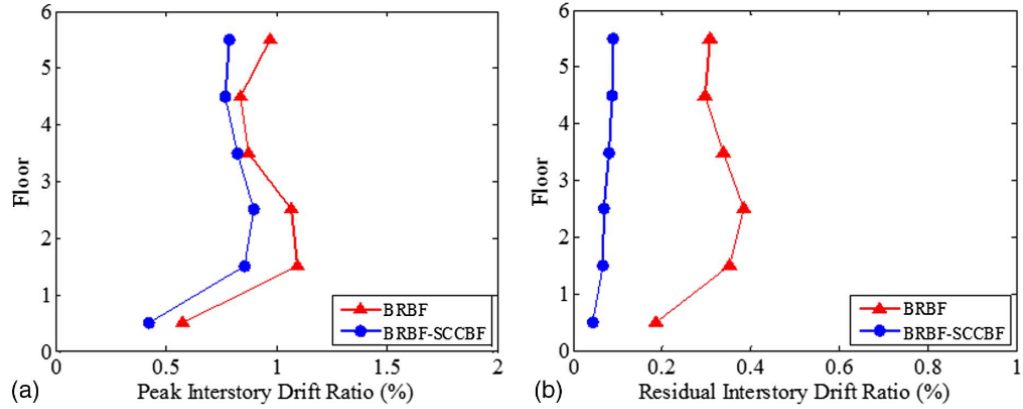 6
5
4
3
2
1
0
Floor
BRBF
BRBF-SCCBF
0 0.5 1 1.5 2
(a) Peak Interstory Drift Ratio (%)
6
5
4
3
2
1
0
Floor
BRBF
BRBF-SCCBF
0 0.2 0.4 0.6 0.8 1
(b) Residual Interstory Drift Ratio (%)